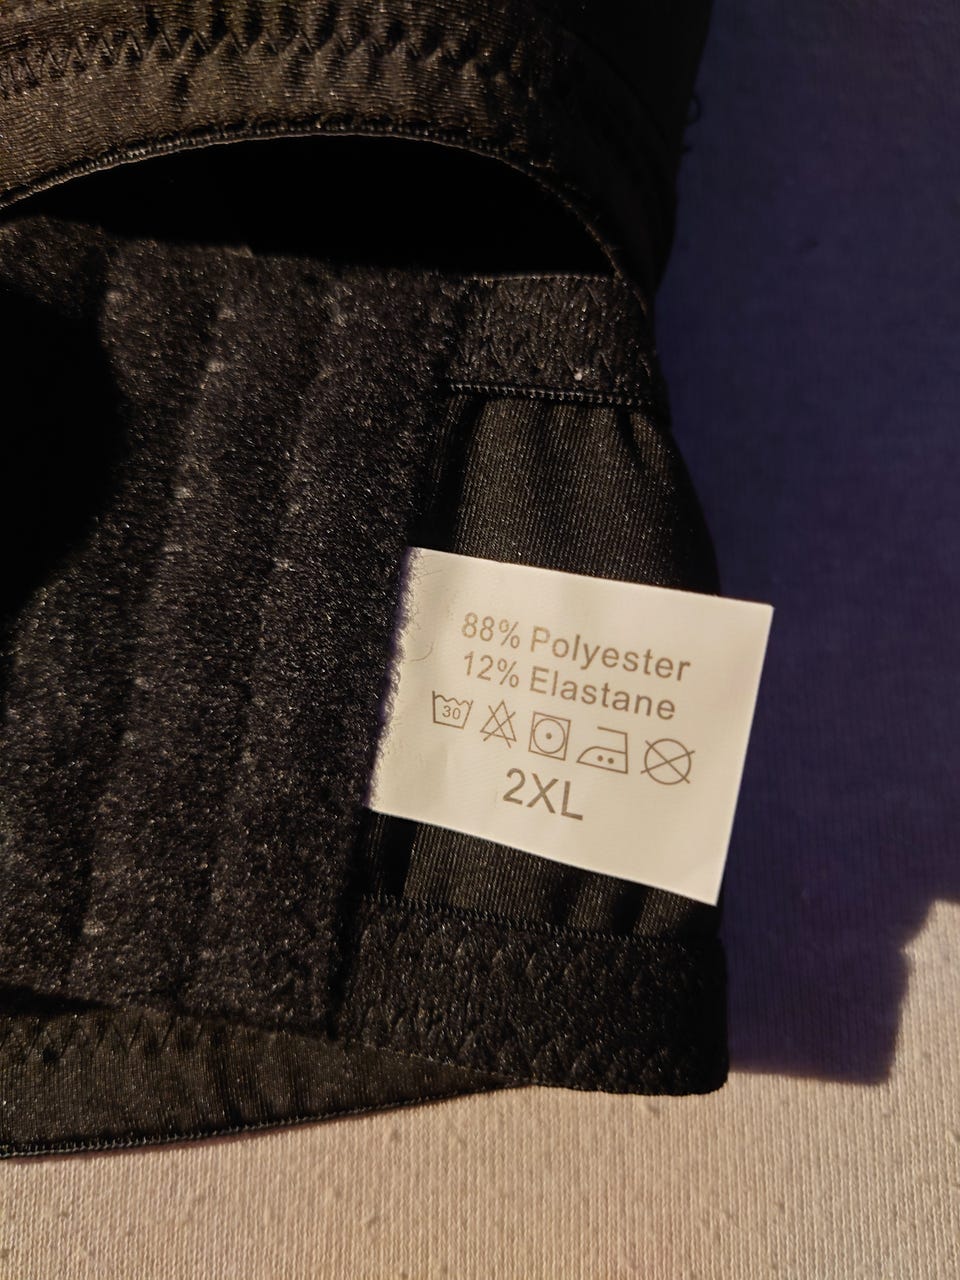 88% Polyester
12% Elastane
30
2XL